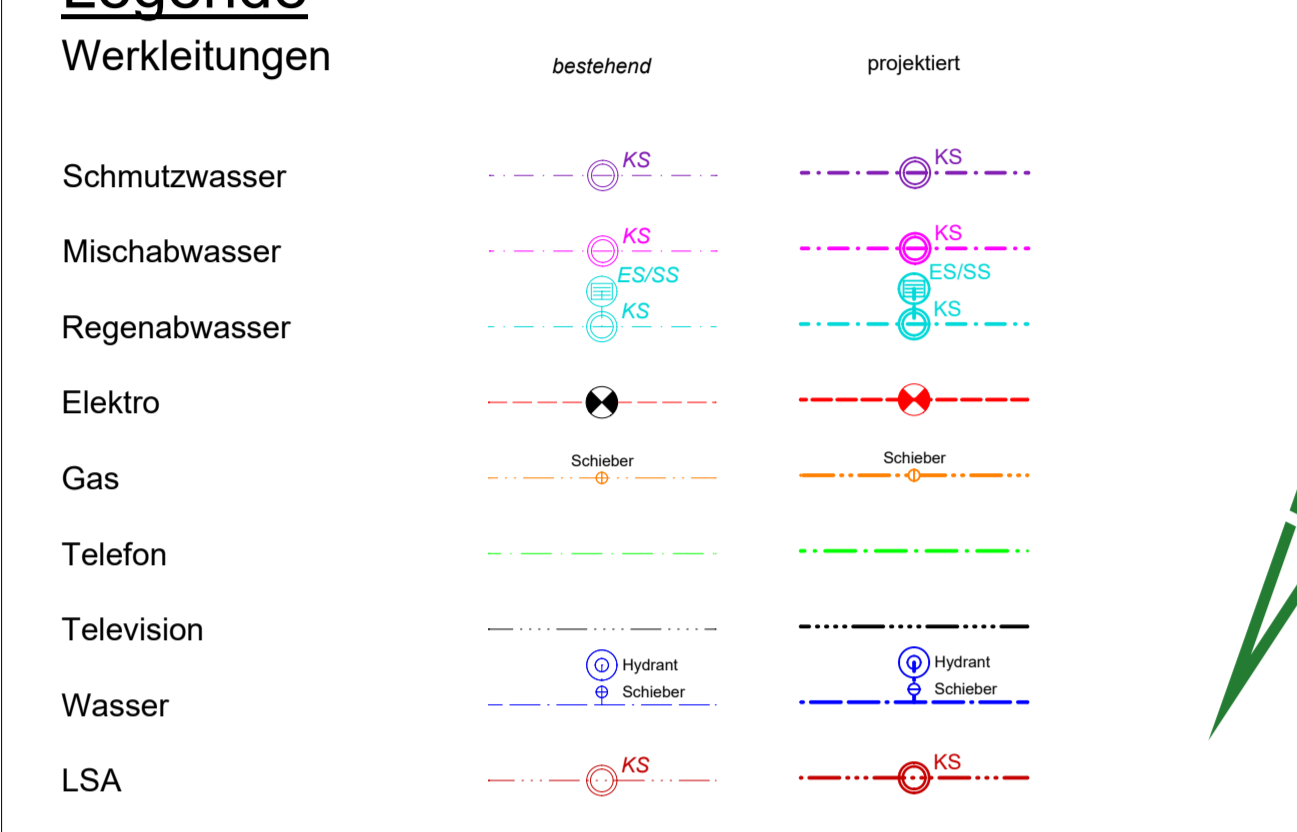 Legende
Werkleitungen bestehend projektiert
Schmutzwasser KS KS
Mischabwasser KS KS
ES/SS ES/SS
Regenabwasser KS KS
Elektro
Schieber Schieber
Gas
Telefon
Television
Hydrant Hydrant
Schieber Schieber
Wasser
LSA KS KS